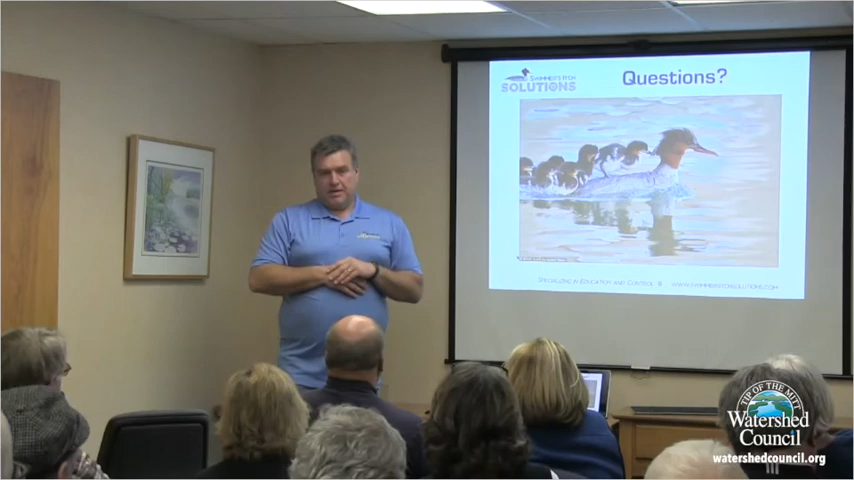 SWIMMER'S ITCH
SOLUTIONS
Questions?
SPECIALIZING IN EDUCATION AND CONTROL
WWW.SWIMMERSITCHSOLUTIONS.COM
TIP OF THE MITT
Watershed
Council
watershedcouncil.org